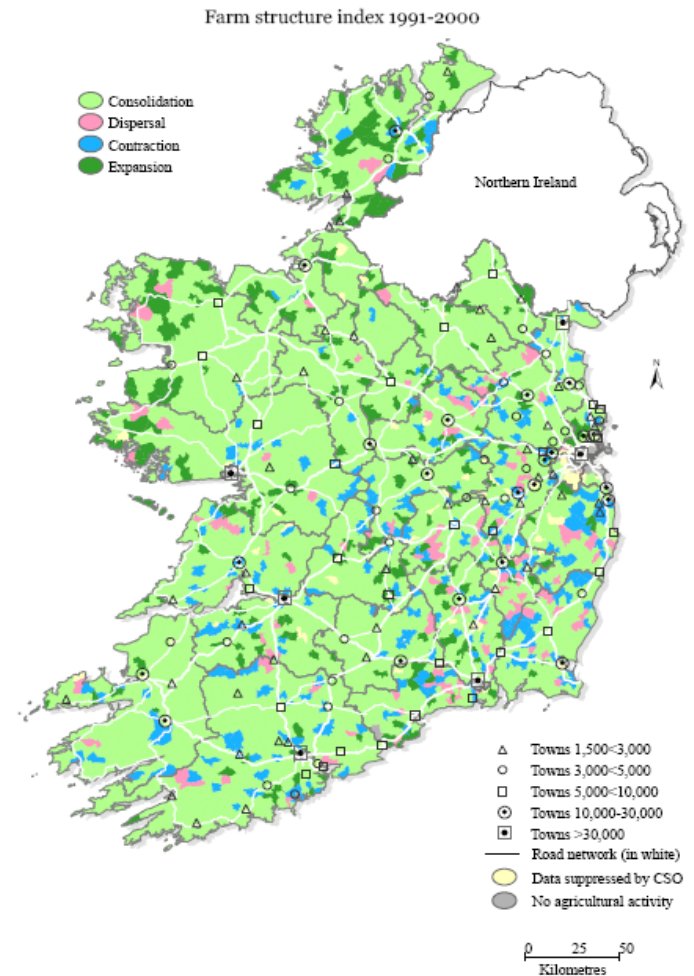 Farm structure index 1991-2000
Consolidation
Dispersal
Contraction
Expansion
Northern Ireland
N
Towns 1,500<3,000
Towns 3,000<5,000
Towns 5,000<10,000
Towns 10,000-30,000
Towns >30,000
Road network (in white)
Data suppressed by CSO
No agricultural activity
0 25 50
Kilometres